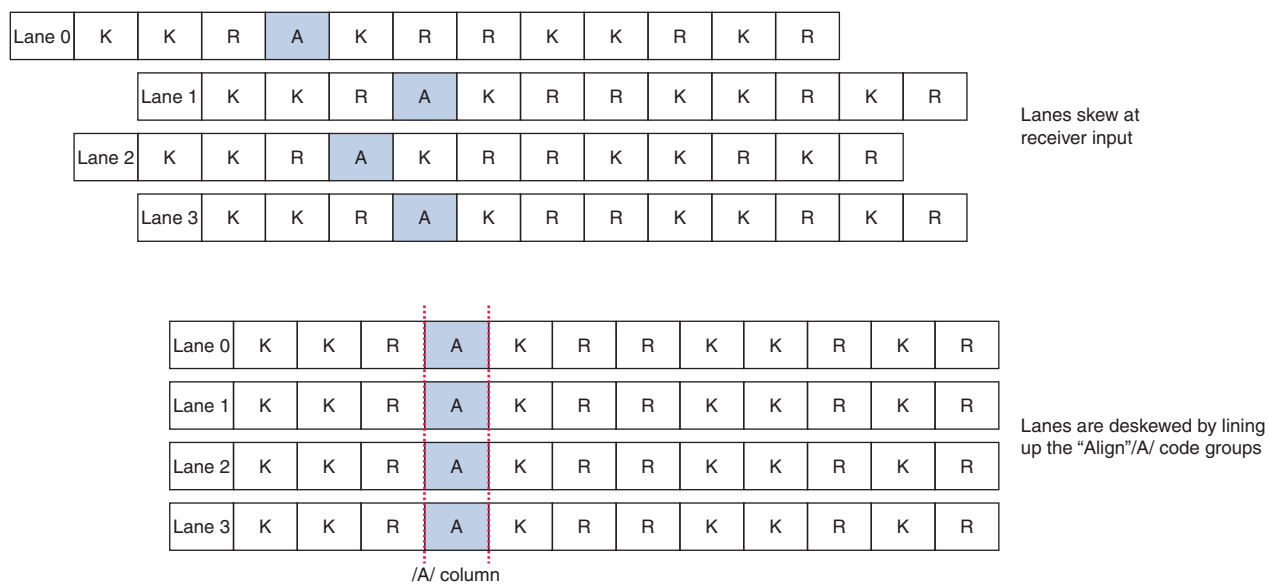 Lane 0 K K R A K R R K K R K R
Lane 1 K K R A K R R K K R K R
Lanes skew at
receiver input
Lane 2 K K R A K R R K K R K R
Lane 3 K K R A K R R K K R K R
Lane 0 K K R A K R R K K R K R
Lane 1 K K R A K R R K K R K R
Lanes are deskewed by lining
up the “Align”/A/ code groups
Lane 2 K K R A K R R K K R K R
Lane 3 K K R A K R R K K R K R
/A/ column